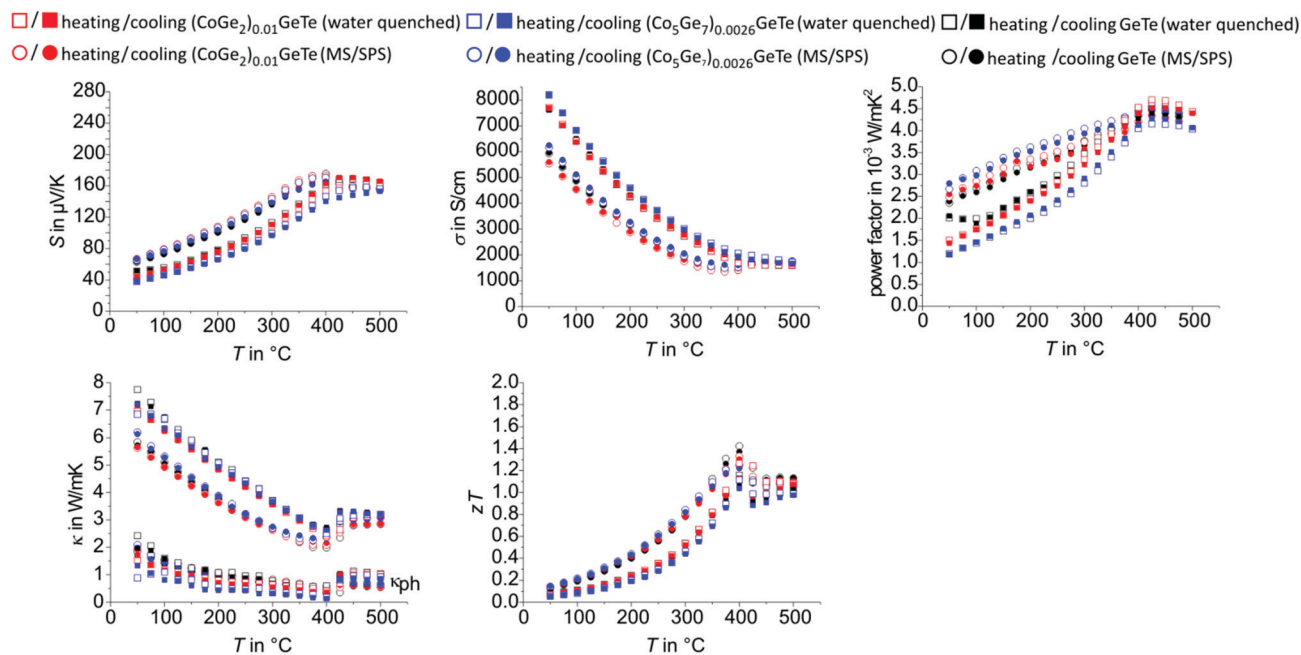 □/■ heating/cooling (CoGe2)0.01GeTe (water quenched) □/■ heating/cooling (Co5Ge7)0.0026GeTe (water quenched) □/■ heating/cooling GeTe (water quenched)
○/● heating/cooling (CoGe2)0.01GeTe (MS/SPS) ○/● heating/cooling (Co5Ge7)0.0026GeTe (MS/SPS) ○/● heating /cooling GeTe (MS/SPS)
S in µV/K
280
240
200
160
120
80
40
0
0 100 200 300 400 500
T in °C
σ in S/cm
8000
7000
6000
5000
4000
3000
2000
1000
0
0 100 200 300 400 500
T in °C
power factor in 10-3 W/mK2
5.0
4.5
4.0
3.5
3.0
2.5
2.0
1.5
1.0
0.5
0.0
0 100 200 300 400 500
T in °C
κ in W/mK
8
7
6
5
4
3
2
1
0
κph
0 100 200 300 400 500
T in °C
zT
2.0
1.8
1.6
1.4
1.2
1.0
0.8
0.6
0.4
0.2
0.0
0 100 200 300 400 500
T in °C